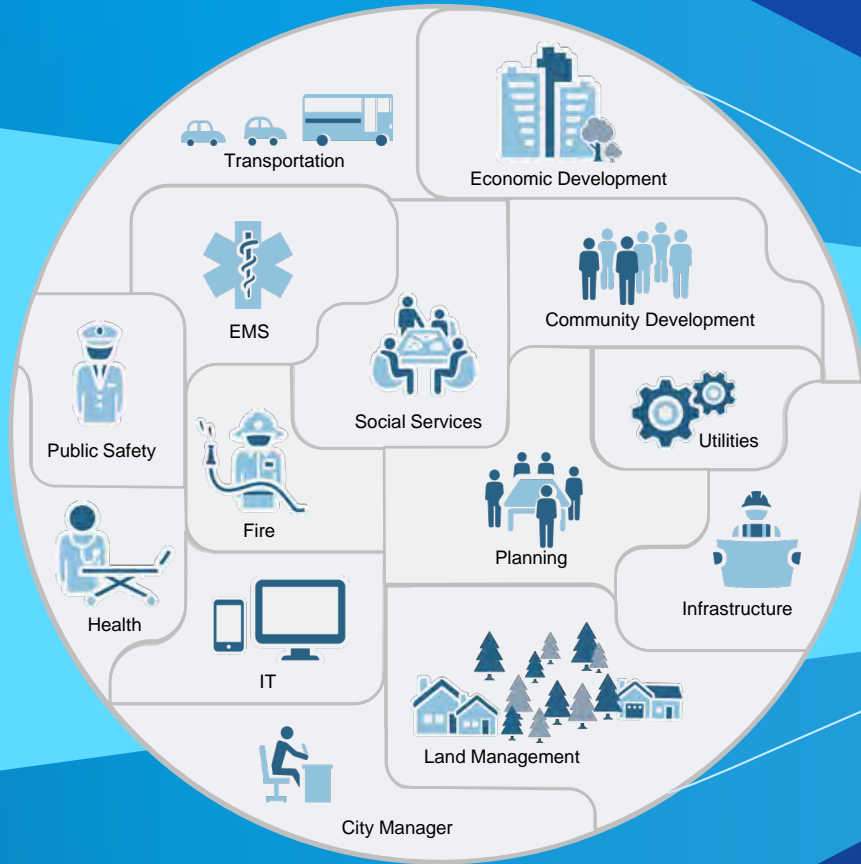 Transportation
Economic Development
EMS
Community Development
Public Safety
Social Services
Utilities
Fire
Planning
Health
Infrastructure
IT
Land Management
City Manager